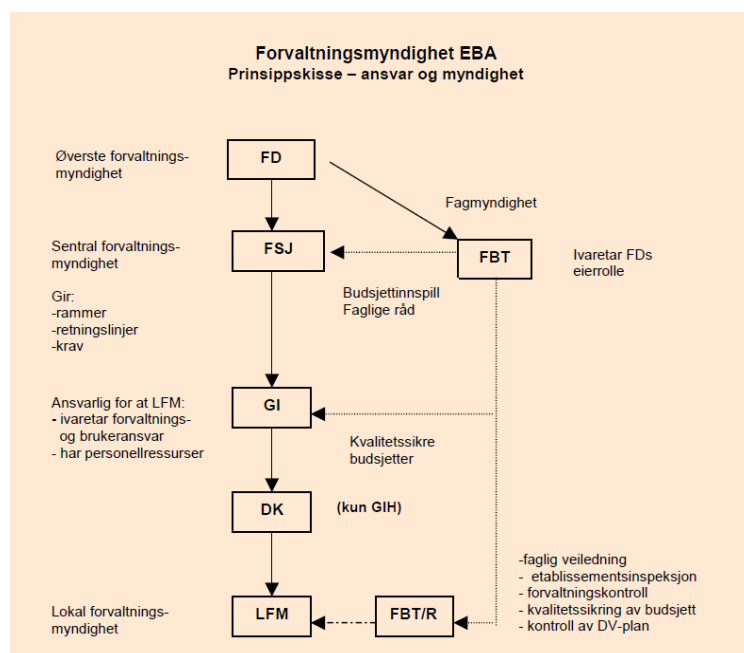 Forvaltningsmyndighet EBA
Prinsippskisse – ansvar og myndighet
Øverste forvaltnings-
myndighet
FD
Fagmyndighet
Sentral forvaltnings-
myndighet
FSJ
FBT
Ivaretar FDs
eierrolle
Gir:
-rammer
-retningslinjer
-krav
Budsjettinnspill
Faglige råd
Ansvarlig for at LFM:
- ivaretar forvaltnings-
og brukeransvar
- har personellressurser
GI
Kvalitetssikre
budsjetter
DK
(kun GIH)
-faglig veiledning
- etablissementsinspeksjon
- forvaltningskontroll
- kvalitetssikring av budsjett
- kontroll av DV-plan
Lokal forvaltnings-
myndighet
LFM
FBT/R